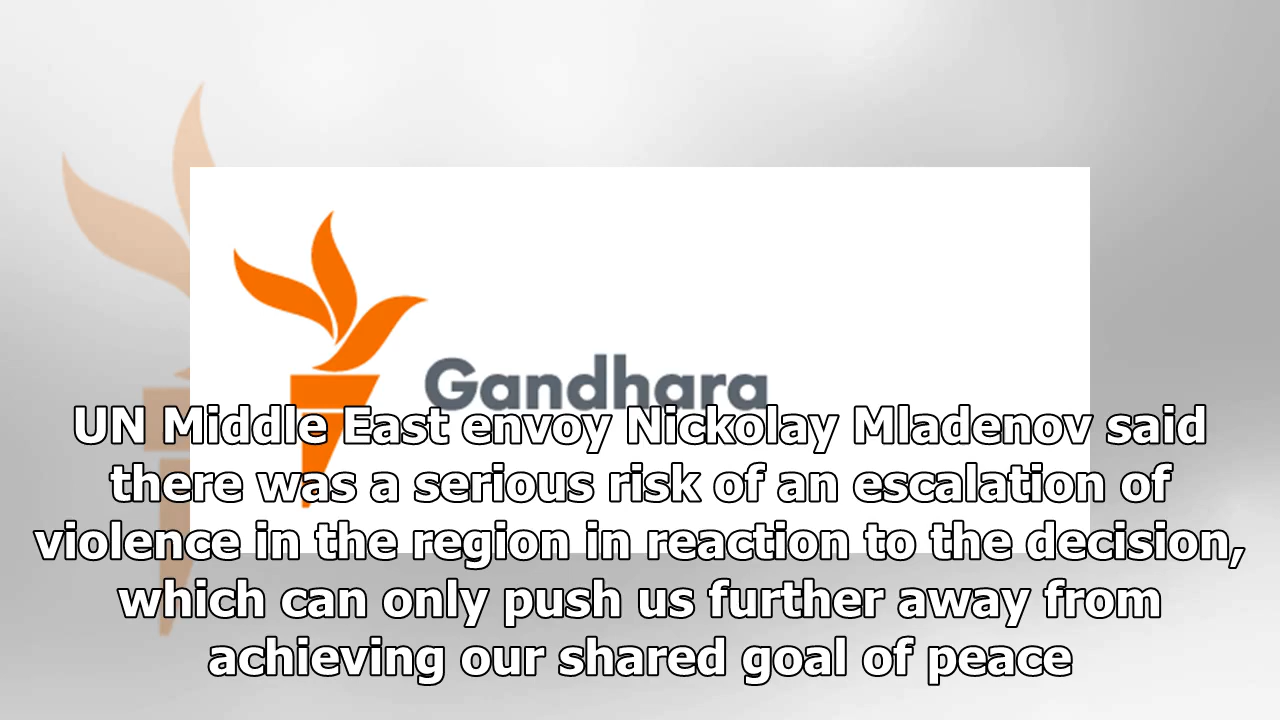 Gandhara
UN Middle East envoy Nickolay Mladenov said
there was a serious risk of an escalation of
violence in the region in reaction to the decision,
which can only push us further away from
achieving our shared goal of peace